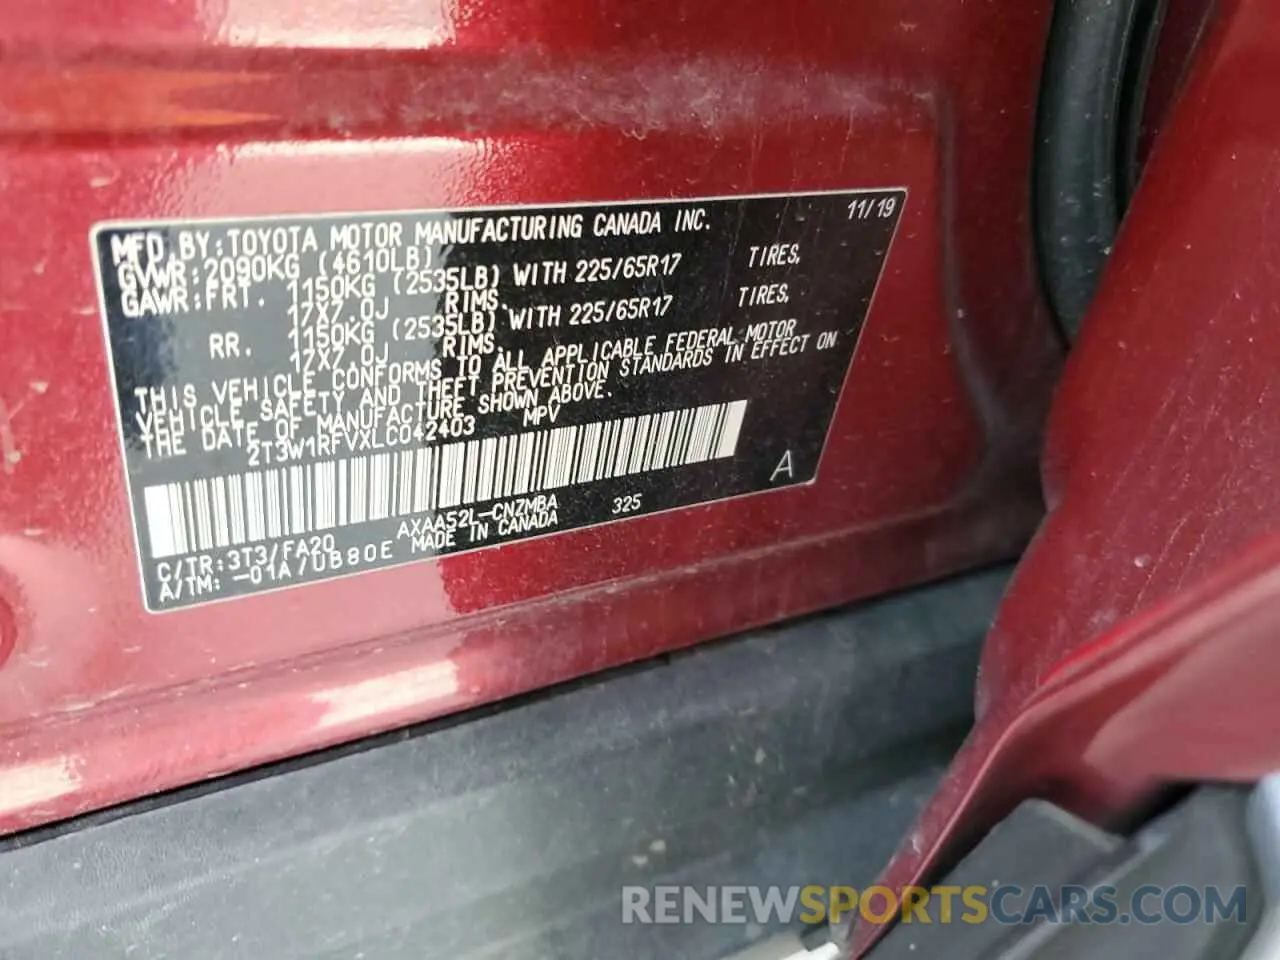 11/19
MFD. BY: TOYOTA MOTOR MANUFACTURING CANADA INC.
GVWR: 2090KG (4610LB)
GAWR: FRT. 1150KG (2535LB) WITH 225/65R17 TIRES,
17X7.0J RIMS.
RR. 1150KG (2535LB) WITH 225/65R17 TIRES,
17X7.0J RIMS.
THIS VEHICLE CONFORMS TO ALL APPLICABLE FEDERAL MOTOR
VEHICLE SAFETY AND THEFT PREVENTION STANDARDS IN EFFECT ON
THE DATE OF MANUFACTURE SHOWN ABOVE.
2T3W1RFVXLC042403 MPV
A
AXAA52L-CNZMBA 325
C/TR: 3T3/FA20 MADE IN CANADA
A/TM: -01A/UB80E
RENEWSPORTSCARS.COM